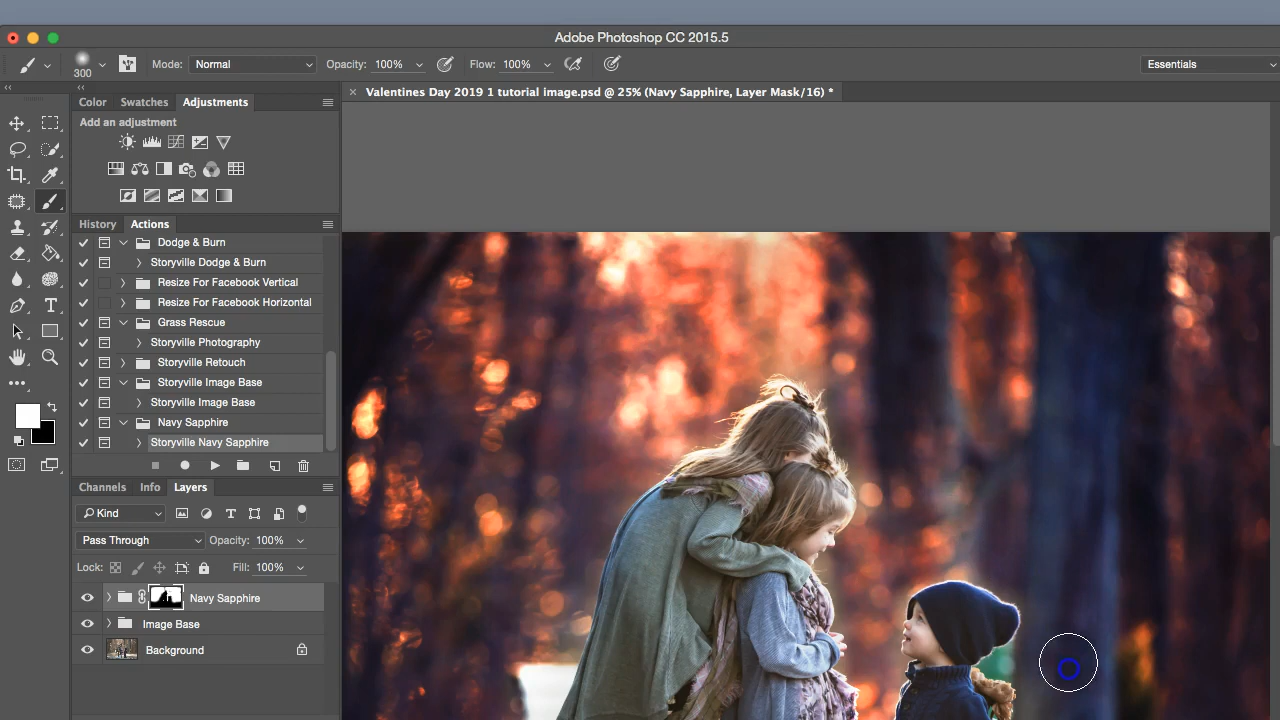 Adobe Photoshop CC 2015.5
300
Mode: Normal
Opacity: 100%
Flow: 100%
Essentials
Valentines Day 2019 1 tutorial image.psd @ 25% (Navy Sapphire, Layer Mask/16) *
Color Swatches Adjustments
Add an adjustment
History Actions
Dodge & Burn
Storyville Dodge & Burn
Resize For Facebook Vertical
Resize For Facebook Horizontal
Grass Rescue
Storyville Photography
Storyville Retouch
Storyville Image Base
Storyville Image Base
Navy Sapphire
Storyville Navy Sapphire
Channels Info Layers
Kind
Pass Through Opacity: 100%
Lock: Fill: 100%
Navy Sapphire
Image Base
Background